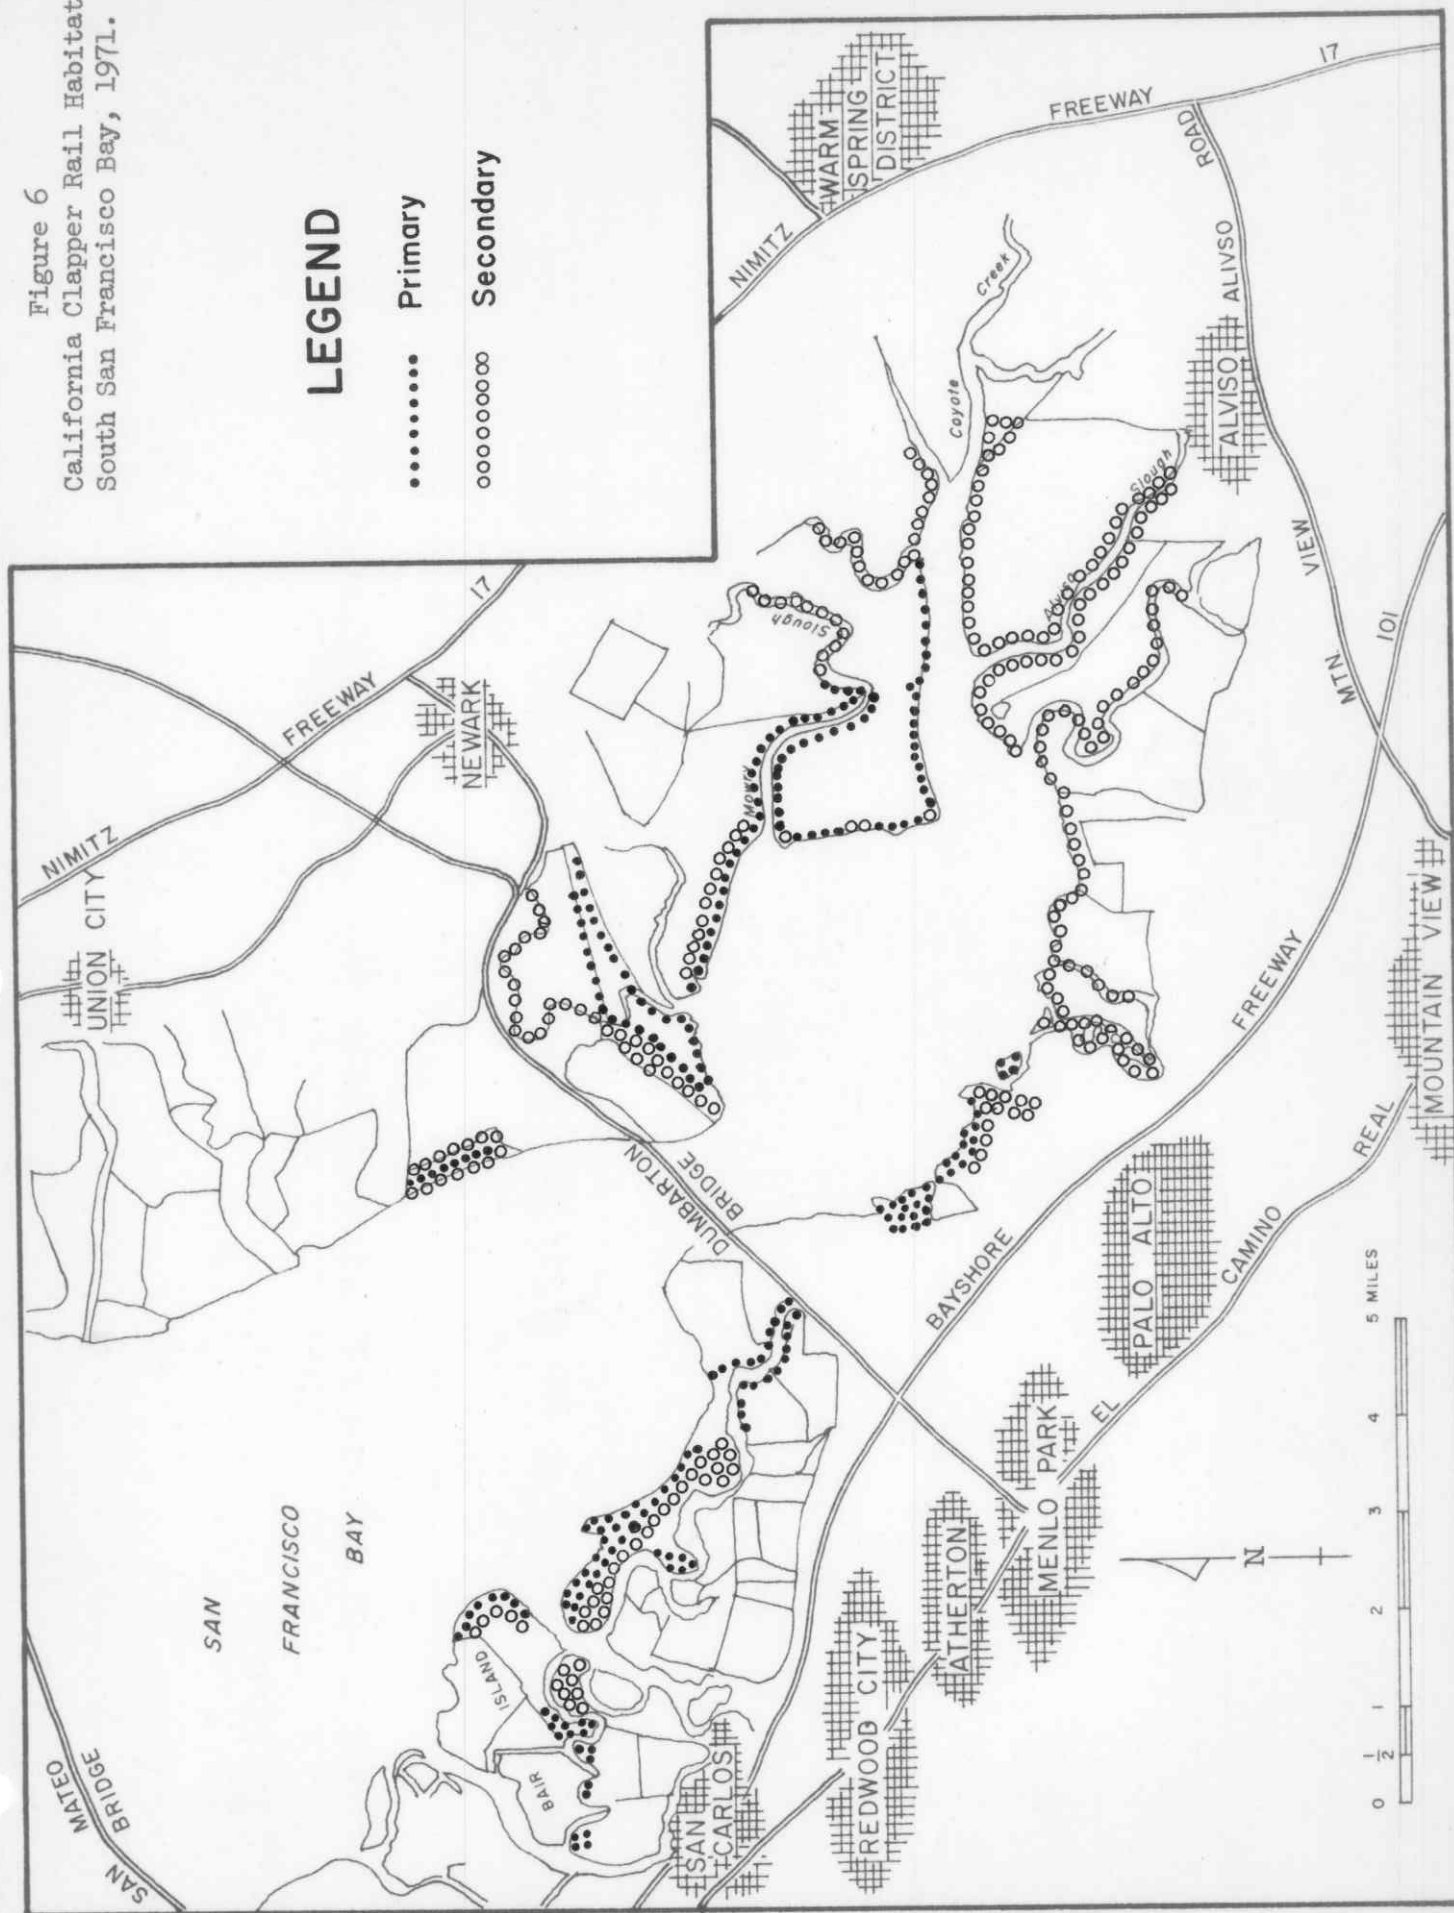 Figure 6
California Clapper Rail Habitat
South San Francisco Bay, 1971.
LEGEND
Primary
Secondary
SAN MATEO
BRIDGE
SAN
FRANCISCO
BAY
UNION CITY
NIMITZ
FREEWAY
17
NEWARK
DUMBARTON
BRIDGE
Mowry
Slough
WARM
SPRING
DISTRICT
NIMITZ
FREEWAY
17
Coyote
Creek
Alviso
Slough
ALVISO
ALIVSO
ROAD
MTN.
VIEW
101
BAIR
ISLAND
SAN
CARLOS
REDWOOD CITY
ATHERTON
MENLO PARK
PALO ALTO
MOUNTAIN VIEW
BAYSHORE
FREEWAY
EL
CAMINO
REAL
N
0 1/2 1 2 3 4 5 MILES